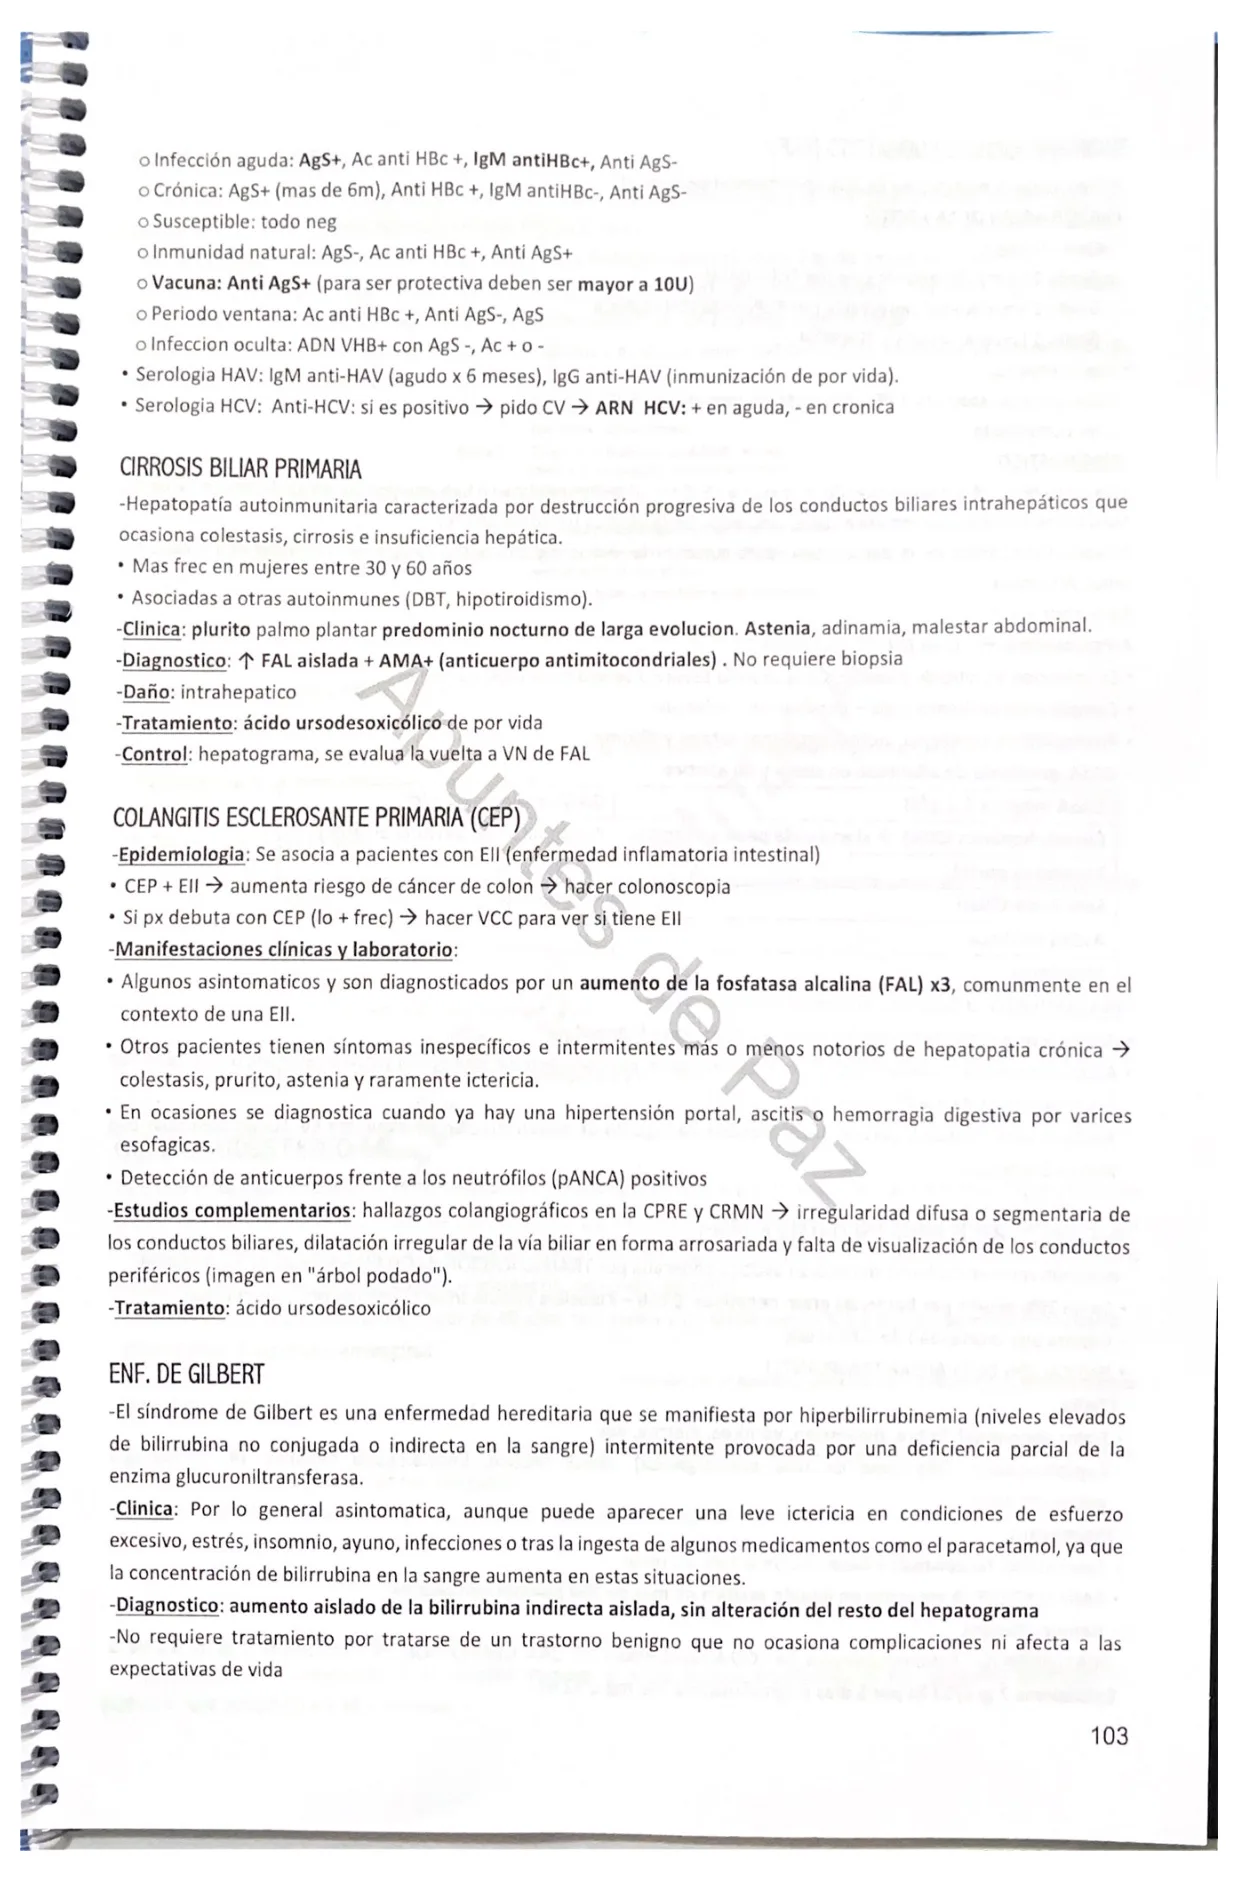 o Infección aguda: AgS+, Ac anti HBc +, IgM antiHBc+, Anti AgS-
o Crónica: AgS+ (mas de 6m), Anti HBc +, IgM antiHBc-, Anti AgS-
o Susceptible: todo neg
o Inmunidad natural: AgS-, Ac anti HBc +, Anti AgS+
o Vacuna: Anti AgS+ (para ser protectiva deben ser mayor a 10U)
o Periodo ventana: Ac anti HBc +, Anti AgS-, AgS
o Infeccion oculta: ADN VHB+ con AgS -, Ac + o -
• Serologia HAV: IgM anti-HAV (agudo x 6 meses), IgG anti-HAV (inmunización de por vida).
• Serologia HCV: Anti-HCV: si es positivo → pido CV → ARN HCV: + en aguda, - en cronica
CIRROSIS BILIAR PRIMARIA
-Hepatopatía autoinmunitaria caracterizada por destrucción progresiva de los conductos biliares intrahepáticos que
ocasiona colestasis, cirrosis e insuficiencia hepática.
• Mas frec en mujeres entre 30 y 60 años
• Asociadas a otras autoinmunes (DBT, hipotiroidismo).
-Clinica: plurito palmo plantar predominio nocturno de larga evolucion. Astenia, adinamia, malestar abdominal.
-Diagnostico: ↑ FAL aislada + AMA+ (anticuerpo antimitocondriales) . No requiere biopsia
-Daño: intrahepatico
-Tratamiento: ácido ursodesoxicólico de por vida
-Control: hepatograma, se evalua la vuelta a VN de FAL
COLANGITIS ESCLEROSANTE PRIMARIA (CEP)
-Epidemiologia: Se asocia a pacientes con EII (enfermedad inflamatoria intestinal)
• CEP + EII → aumenta riesgo de cáncer de colon → hacer colonoscopia
• Si px debuta con CEP (lo + frec) → hacer VCC para ver si tiene EII
-Manifestaciones clínicas y laboratorio:
• Algunos asintomaticos y son diagnosticados por un aumento de la fosfatasa alcalina (FAL) x3, comunmente en el
contexto de una EII.
• Otros pacientes tienen síntomas inespecíficos e intermitentes más o menos notorios de hepatopatia crónica →
colestasis, prurito, astenia y raramente ictericia.
• En ocasiones se diagnostica cuando ya hay una hipertensión portal, ascitis o hemorragia digestiva por varices
esofagicas.
• Detección de anticuerpos frente a los neutrófilos (pANCA) positivos
-Estudios complementarios: hallazgos colangiográficos en la CPRE y CRMN → irregularidad difusa o segmentaria de
los conductos biliares, dilatación irregular de la vía biliar en forma arrosariada y falta de visualización de los conductos
periféricos (imagen en "árbol podado").
-Tratamiento: ácido ursodesoxicólico
ENF. DE GILBERT
-El síndrome de Gilbert es una enfermedad hereditaria que se manifiesta por hiperbilirrubinemia (niveles elevados
de bilirrubina no conjugada o indirecta en la sangre) intermitente provocada por una deficiencia parcial de la
enzima glucuroniltransferasa.
-Clinica: Por lo general asintomatica, aunque puede aparecer una leve ictericia en condiciones de esfuerzo
excesivo, estrés, insomnio, ayuno, infecciones o tras la ingesta de algunos medicamentos como el paracetamol, ya que
la concentración de bilirrubina en la sangre aumenta en estas situaciones.
-Diagnostico: aumento aislado de la bilirrubina indirecta aislada, sin alteración del resto del hepatograma
-No requiere tratamiento por tratarse de un trastorno benigno que no ocasiona complicaciones ni afecta a las
expectativas de vida
103
Apuntes de Paz